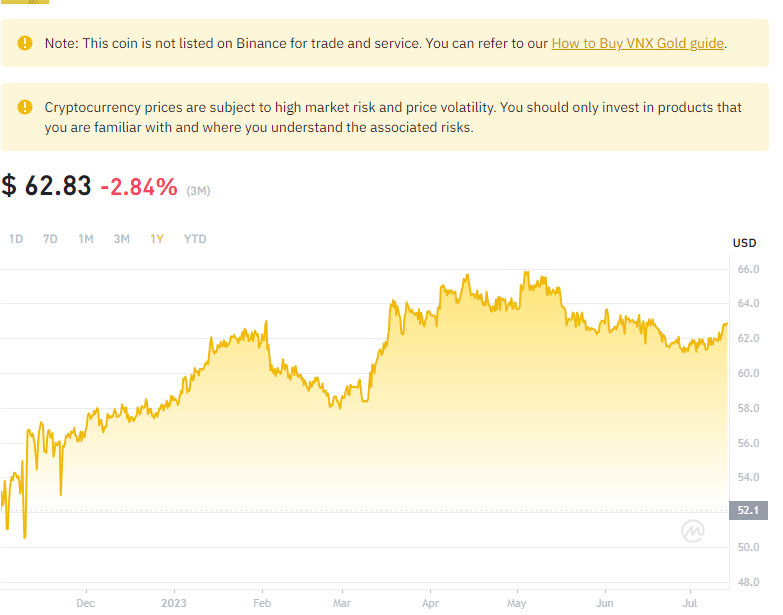 Note: This coin is not listed on Binance for trade and service. You can refer to our How to Buy VNX Gold guide.
Cryptocurrency prices are subject to high market risk and price volatility. You should only invest in products that
you are familiar with and where you understand the associated risks.
$ 62.83 -2.84% (3M)
1D 7D 1M 3M 1Y YTD
USD
66.0
64.0
62.0
60.0
58.0
56.0
54.0
52.1
50.0
48.0
Dec 2023 Feb Mar Apr May Jun Jul